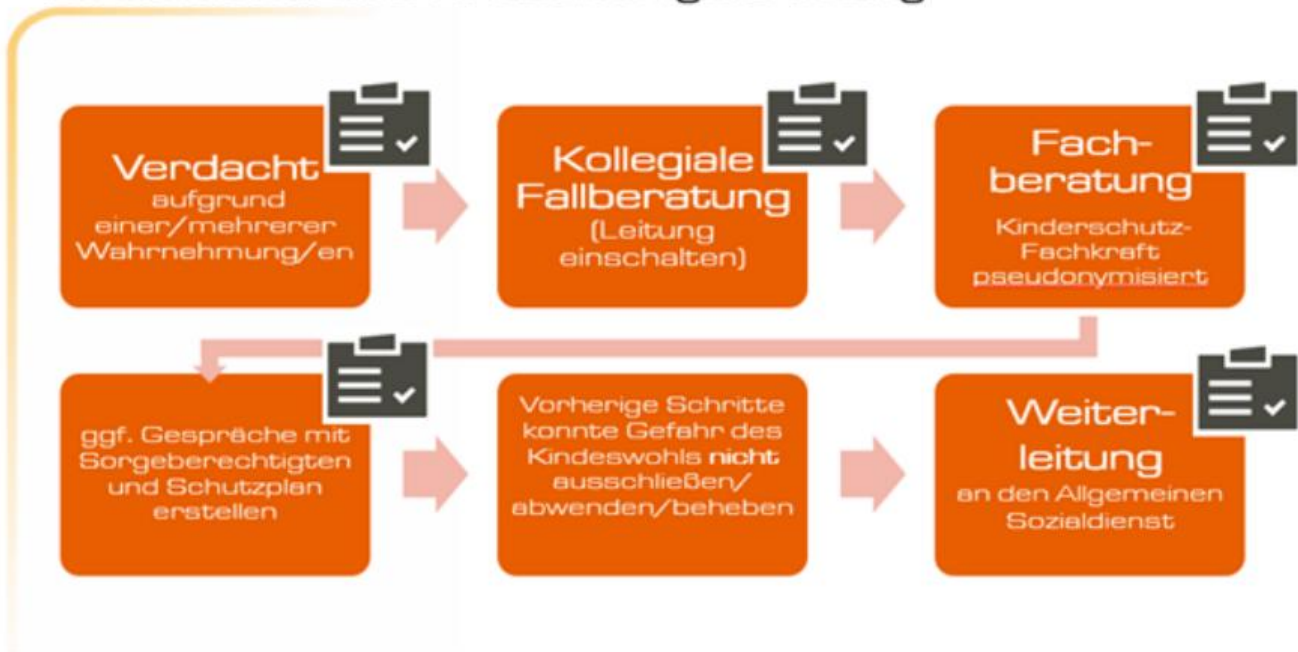 Verdacht
aufgrund
einer/mehrerer
Wahrnehmung/en
Kollegiale
Fallberatung
(Leitung
einschalten)
Fach-
beratung
Kinderschutz-
Fachkraft
pseudonymisiert
ggf. Gespräche mit
Sorgeberechtigten
und Schutzplan
erstellen
Vorherige Schritte
konnte Gefahr des
Kindeswohls nicht
ausschließen/
abwenden/beheben
Weiter-
leitung
an den Allgemeinen
Sozialdienst